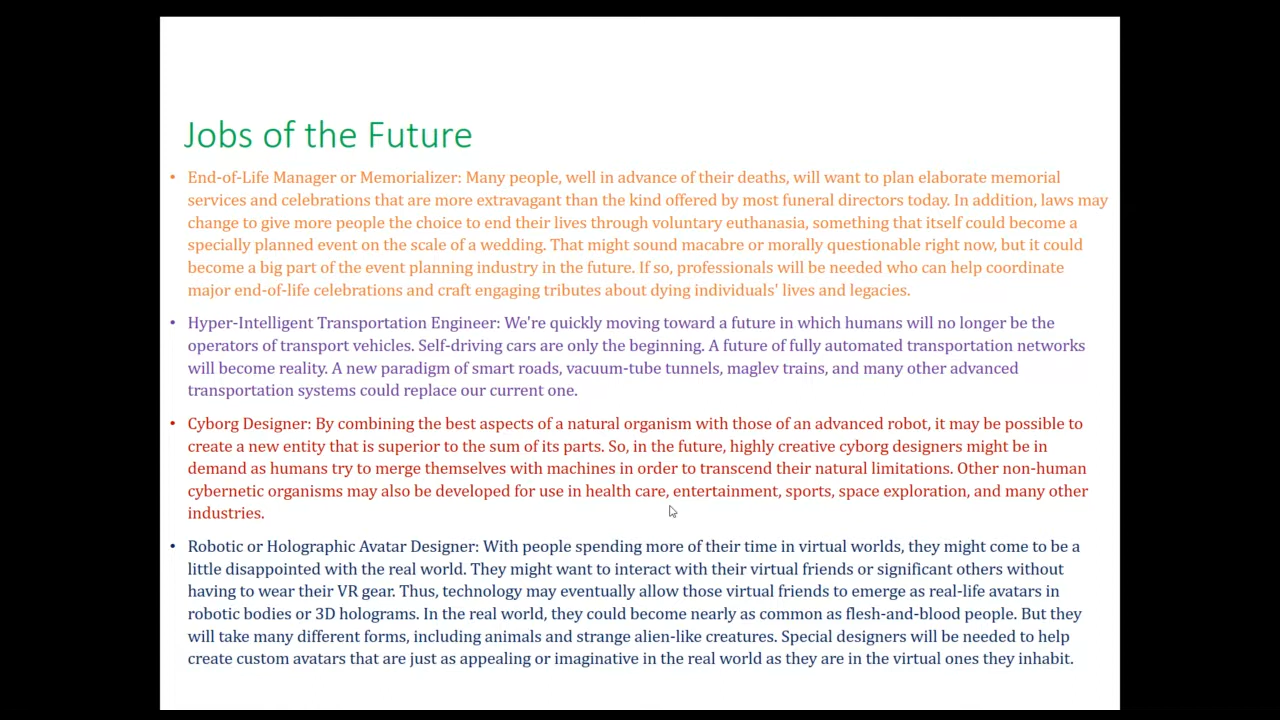 Jobs of the Future
• End-of-Life Manager or Memorializer: Many people, well in advance of their deaths, will want to plan elaborate memorial
services and celebrations that are more extravagant than the kind offered by most funeral directors today. In addition, laws may
change to give more people the choice to end their lives through voluntary euthanasia, something that itself could become a
specially planned event on the scale of a wedding. That might sound macabre or morally questionable right now, but it could
become a big part of the event planning industry in the future. If so, professionals will be needed who can help coordinate
major end-of-life celebrations and craft engaging tributes about dying individuals' lives and legacies.
• Hyper-Intelligent Transportation Engineer: We're quickly moving toward a future in which humans will no longer be the
operators of transport vehicles. Self-driving cars are only the beginning. A future of fully automated transportation networks
will become reality. A new paradigm of smart roads, vacuum-tube tunnels, maglev trains, and many other advanced
transportation systems could replace our current one.
• Cyborg Designer: By combining the best aspects of a natural organism with those of an advanced robot, it may be possible to
create a new entity that is superior to the sum of its parts. So, in the future, highly creative cyborg designers might be in
demand as humans try to merge themselves with machines in order to transcend their natural limitations. Other non-human
cybernetic organisms may also be developed for use in health care, entertainment, sports, space exploration, and many other
industries.
• Robotic or Holographic Avatar Designer: With people spending more of their time in virtual worlds, they might come to be a
little disappointed with the real world. They might want to interact with their virtual friends or significant others without
having to wear their VR gear. Thus, technology may eventually allow those virtual friends to emerge as real-life avatars in
robotic bodies or 3D holograms. In the real world, they could become nearly as common as flesh-and-blood people. But they
will take many different forms, including animals and strange alien-like creatures. Special designers will be needed to help
create custom avatars that are just as appealing or imaginative in the real world as they are in the virtual ones they inhabit.